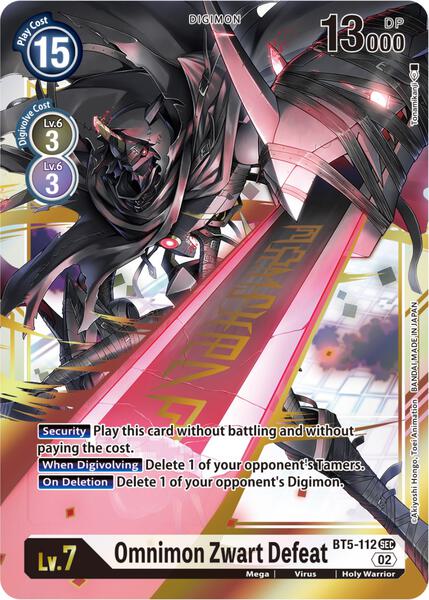 Play Cost
15
DIGIMON
DP
13000
Digivolve Cost
Lv.6
3
Lv.6
3
Tonamikanji
©Akiyoshi Hongo, Toei Animation BANDAI, MADE IN JAPAN
Security Play this card without battling and without
paying the cost.
When Digivolving Delete 1 of your opponent's Tamers.
On Deletion Delete 1 of your opponent's Digimon.
Lv.7
Omnimon Zwart Defeat
BT5-112 SEC
02
Mega Virus Holy Warrior